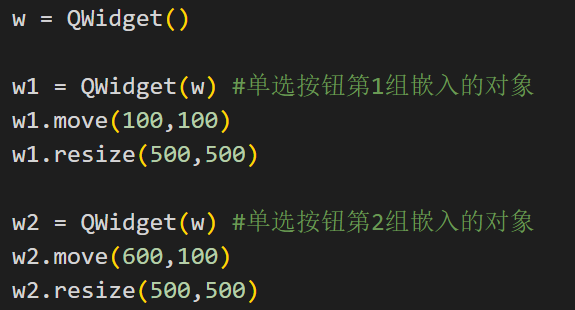 w = QWidget()
w1 = QWidget(w) #单选按钮第1组嵌入的对象
w1.move(100,100)
w1.resize(500,500)
w2 = QWidget(w) #单选按钮第2组嵌入的对象
w2.move(600,100)
w2.resize(500,500)